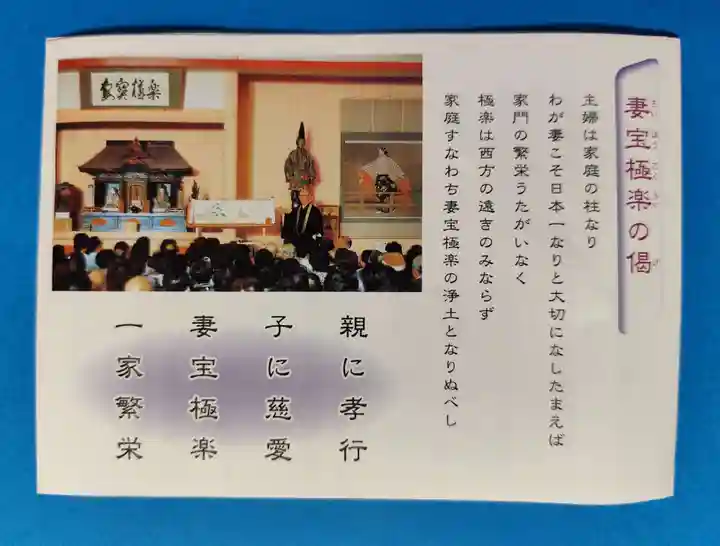 妻宝極楽の偈
主婦は家庭の柱なり
わが妻こそ日本一なりと大切になしたまえば
家門の繁栄うたがいなく
極楽は西方の遠きのみならず
家庭すなわち妻宝極楽の浄土となりぬべし
妻寳極樂
親に孝行
子に慈愛
妻宝極楽
一家繁栄